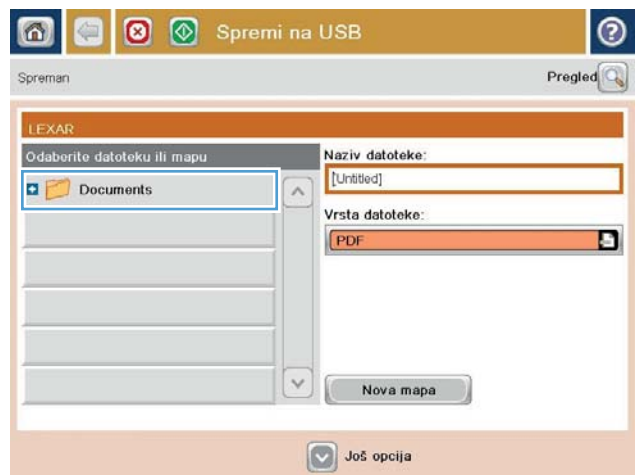 Spremi na USB
Spreman
Pregled
LEXAR
Odaberite datoteku ili mapu
Documents
Naziv datoteke:
[Untitled]
Vrsta datoteke:
PDF
Nova mapa
Još opcija